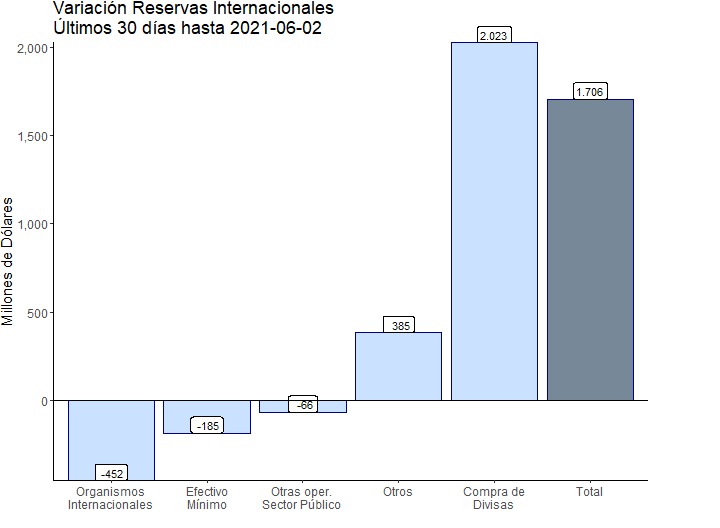 Variación Reservas Internacionales
Últimos 30 días hasta 2021-06-02
Millones de Dólares
2,000
1,500
1,000
500
0
-452
-185
-66
385
2.023
1.706
Organismos
Internacionales
Efectivo
Mínimo
Otras oper.
Sector Público
Otros
Compra de
Divisas
Total